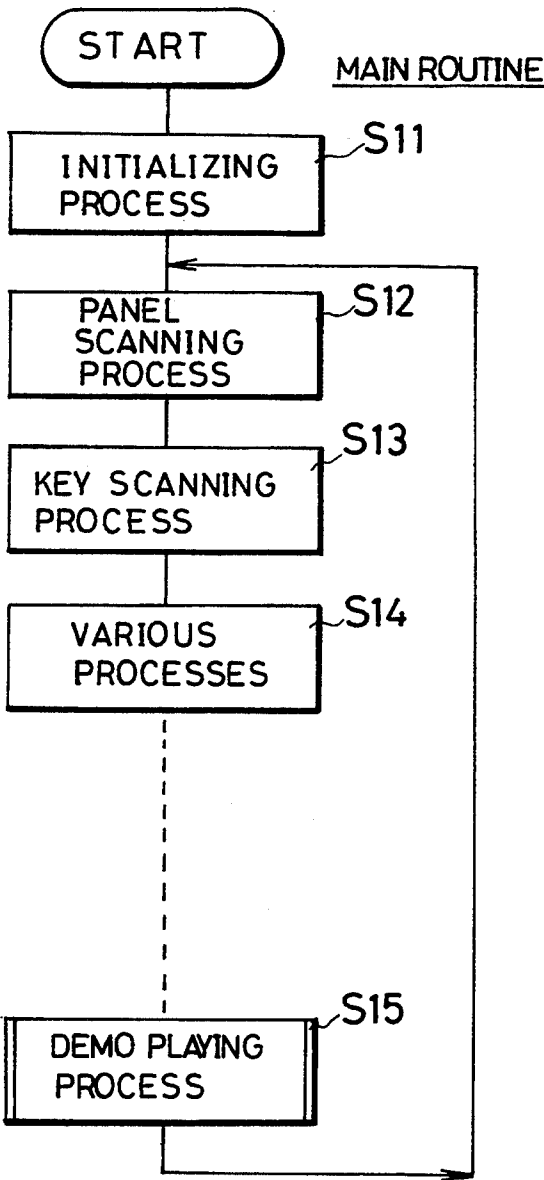 START
MAIN ROUTINE
S11
INITIALIZING
PROCESS
S12
PANEL
SCANNING
PROCESS
S13
KEY SCANNING
PROCESS
S14
VARIOUS
PROCESSES
S15
DEMO PLAYING
PROCESS